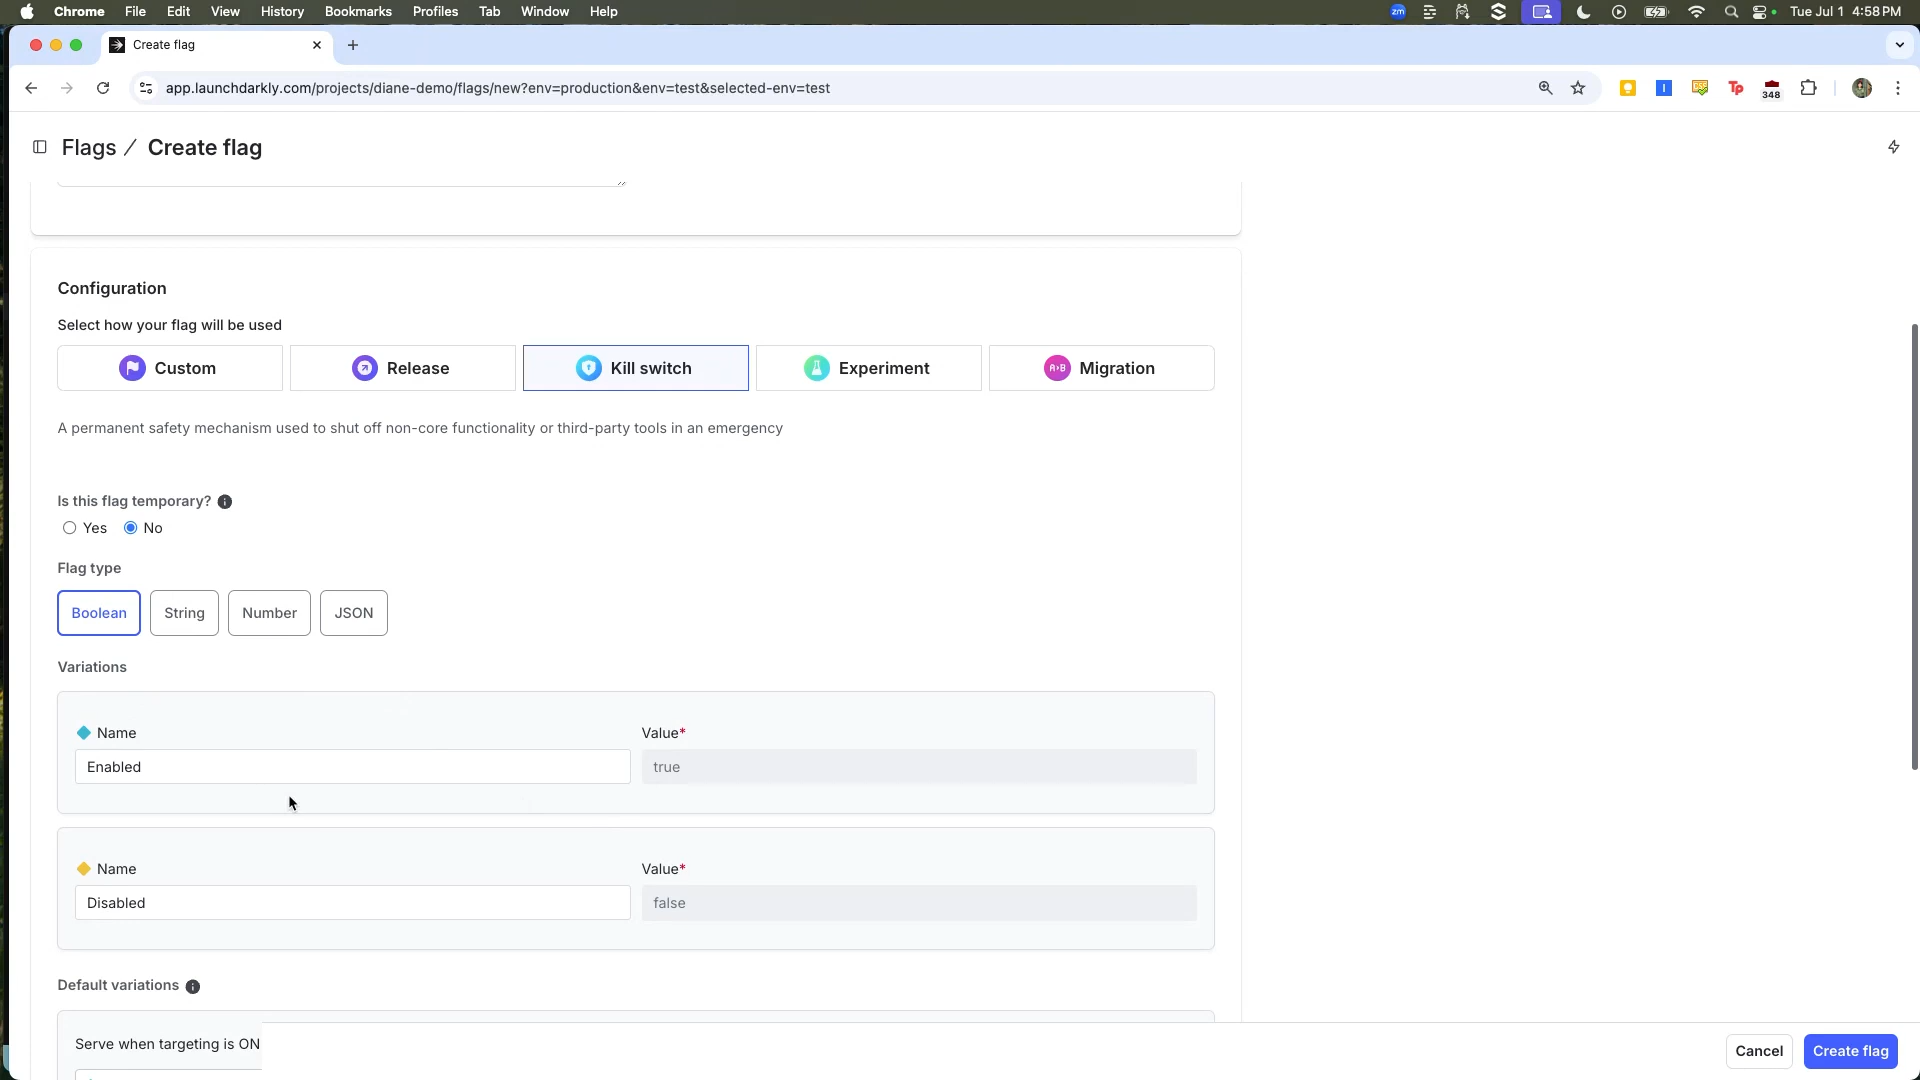 Chrome File Edit View History Bookmarks Profiles Tab Window Help zm Tue Jul 1 4:58 PM
Create flag
app.launchdarkly.com/projects/diane-demo/flags/new?env=production&env=test&selected-env=test I Tp 348
Flags / Create flag
Configuration
Select how your flag will be used
Custom Release Kill switch Experiment A›B Migration
A permanent safety mechanism used to shut off non-core functionality or third-party tools in an emergency
Is this flag temporary? i
Yes No
Flag type
Boolean String Number JSON
Variations
Name Value*
Enabled true
Name Value*
Disabled false
Default variations i
Serve when targeting is ON
Cancel Create flag